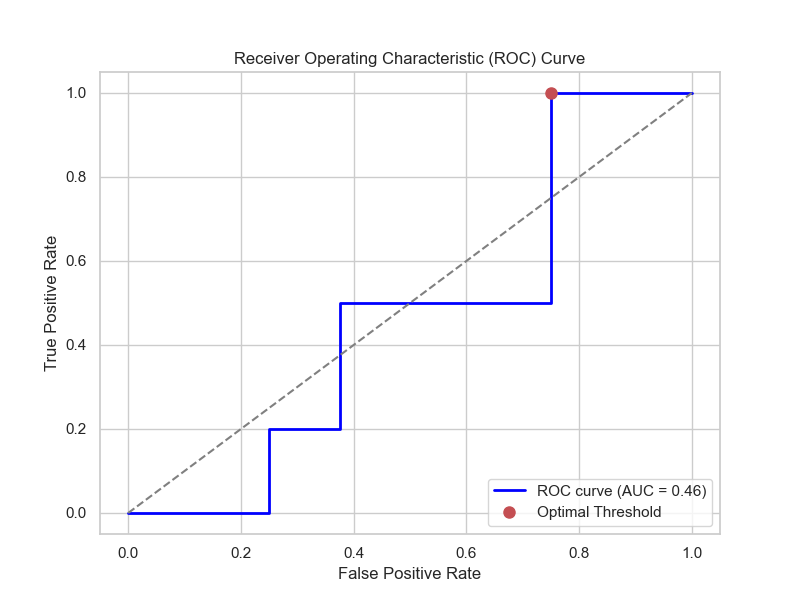 Receiver Operating Characteristic (ROC) Curve
True Positive Rate
1.0
0.8
0.6
0.4
0.2
0.0
ROC curve (AUC = 0.46)
Optimal Threshold
0.0 0.2 0.4 0.6 0.8 1.0
False Positive Rate